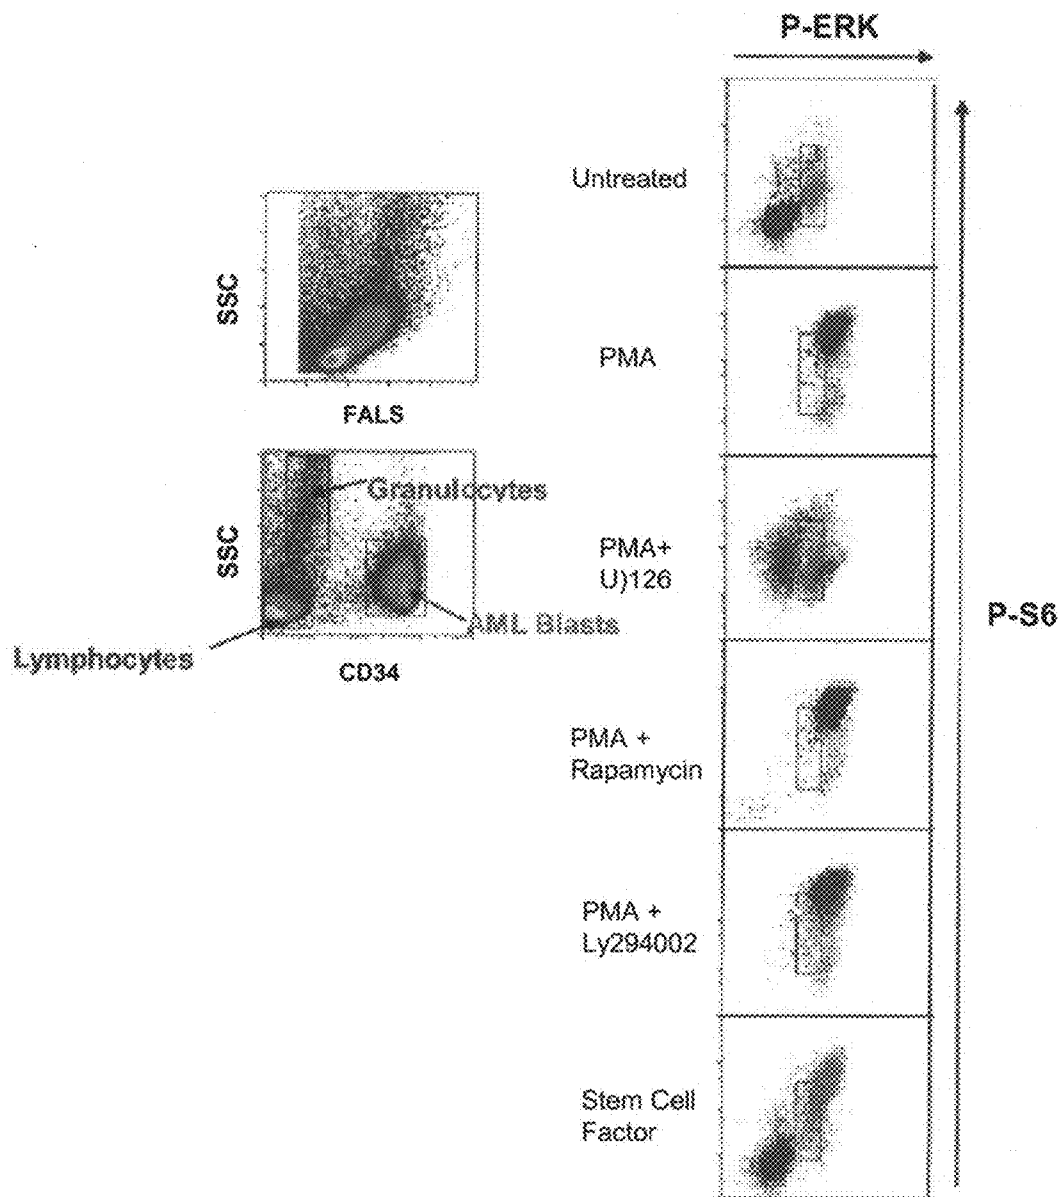 P-ERK
Untreated
SSC
FALS
PMA
SSC
Granulocytes
AML Blasts
Lymphocytes
CD34
PMA+
U)126
P-S6
PMA +
Rapamycin
PMA +
Ly294002
Stem Cell
Factor